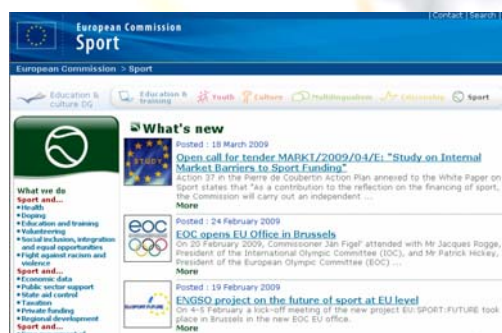 | Contact | Search |
European Commission
Sport
European Commission > Sport
Education & culture DG
Education & training
Youth
Culture
Multilingualism
Citizenship
Sport
What we do
Sport and...
Health
Doping
Education and training
Volunteering
Social inclusion, integration and equal opportunities
Fight against racism and violence
Sport and...
Economic data
Public sector support
State aid control
Taxation
Private funding
Regional development
Sport and...
What's new
Posted : 18 March 2009
STUDY
Open call for tender MARKT/2009/04/E: "Study on Internal
Market Barriers to Sport Funding"
Action 37 in the Pierre de Coubertin Action Plan annexed to the White Paper on
Sport states that "As a contribution to the reflection on the financing of sport,
the Commission will carry out an independent ...
More
Posted : 24 February 2009
eoc
EOC opens EU Office in Brussels
On 20 February 2009, Commissioner Ján Figel' attended with Mr Jacques Rogge,
President of the International Olympic Committee (IOC), and Mr Patrick Hickey,
President of the European Olympic Committee (EOC) ...
More
Posted : 19 February 2009
ENGSO project on the future of sport at EU level
On 4-5 February a kick-off meeting of the new project EU:SPORT:FUTURE took
place in Brussels in the new EOC EU office.
More